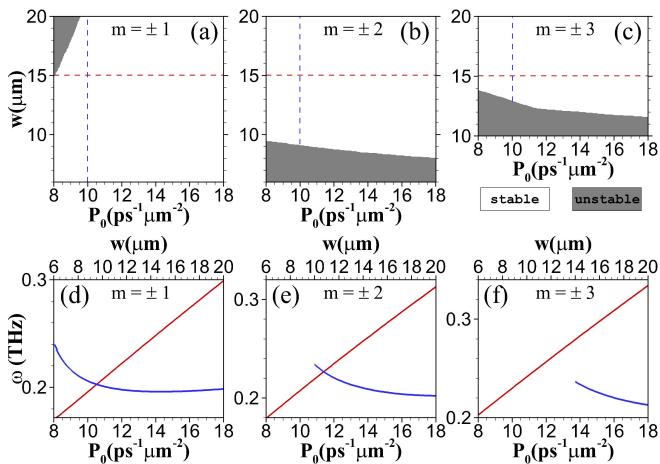 20 m = ± 1 (a) 20 m = ± 2 (b) 20 m = ± 3 (c)
15 15 15
w(μm)
10 10 10
8 10 12 14 16 18 8 10 12 14 16 18 8 10 12 14 16 18
P₀(ps⁻¹μm⁻²) P₀(ps⁻¹μm⁻²) P₀(ps⁻¹μm⁻²)
stable unstable
w(μm) w(μm) w(μm)
6 8 10 12 14 16 18 20 6 8 10 12 14 16 18 20 6 8 10 12 14 16 18 20
0.3 (d) m = ± 1 (e) m = ± 2 (f) m = ± 3
0.3 0.3
ω (THz)
0.2 0.2 0.2
8 10 12 14 16 18 8 10 12 14 16 18 8 10 12 14 16 18
P₀(ps⁻¹μm⁻²) P₀(ps⁻¹μm⁻²) P₀(ps⁻¹μm⁻²)